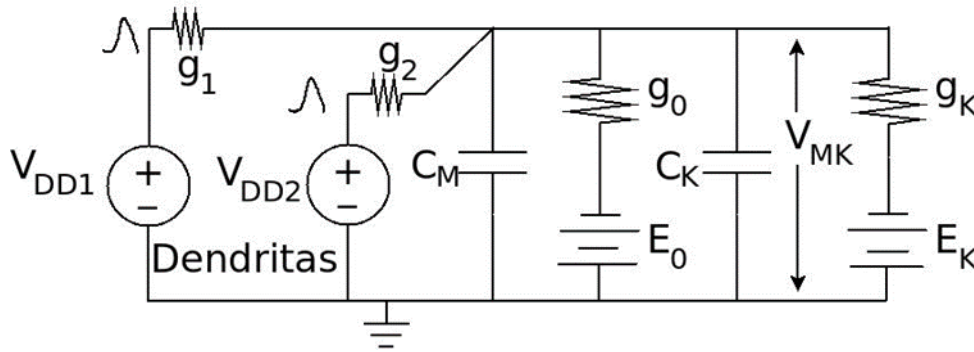 g1
g2
g0
gK
VDD1
VDD2
CM
CK
VMK
E0
EK
Dendritas